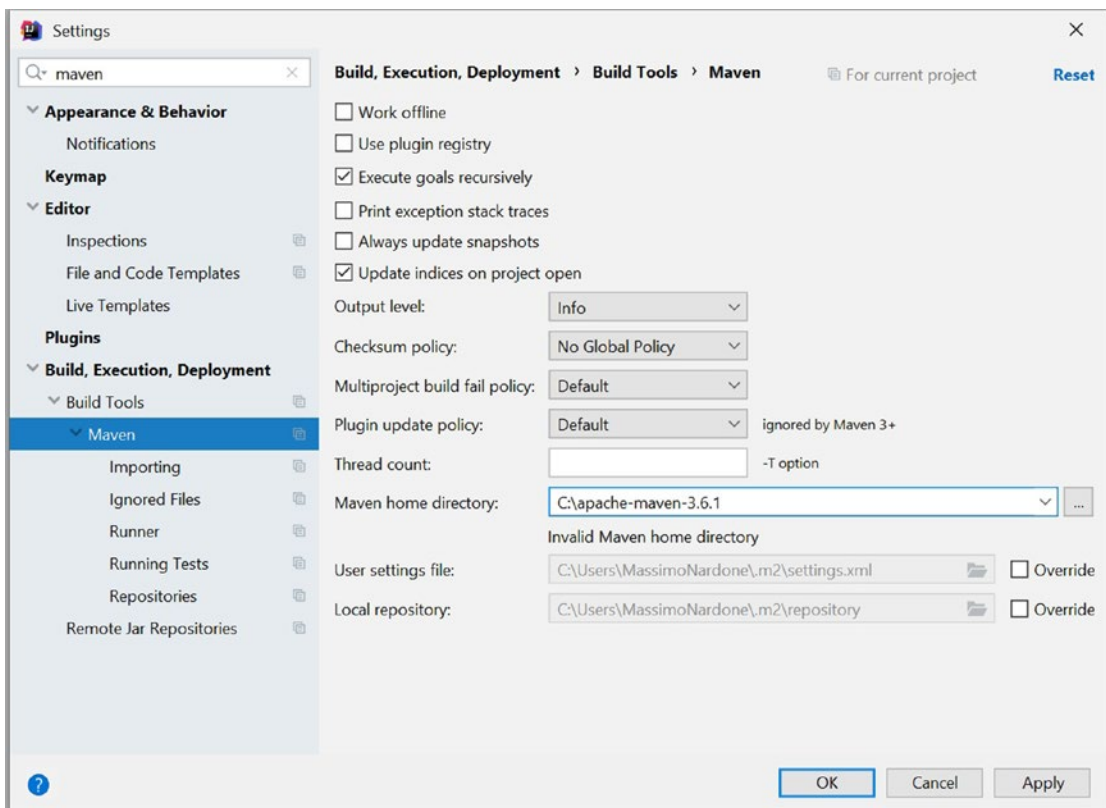 Settings
maven
Appearance & Behavior
Notifications
Keymap
Editor
Inspections
File and Code Templates
Live Templates
Plugins
Build, Execution, Deployment
Build Tools
Maven
Importing
Ignored Files
Runner
Running Tests
Repositories
Remote Jar Repositories
Build, Execution, Deployment › Build Tools › Maven
For current project
Reset
Work offline
Use plugin registry
Execute goals recursively
Print exception stack traces
Always update snapshots
Update indices on project open
Output level: Info
Checksum policy: No Global Policy
Multiproject build fail policy: Default
Plugin update policy: Default ignored by Maven 3+
Thread count: -T option
Maven home directory: C:\apache-maven-3.6.1 ...
Invalid Maven home directory
User settings file: C:\Users\MassimoNardone\.m2\settings.xml Override
Local repository: C:\Users\MassimoNardone\.m2\repository Override
? OK Cancel Apply